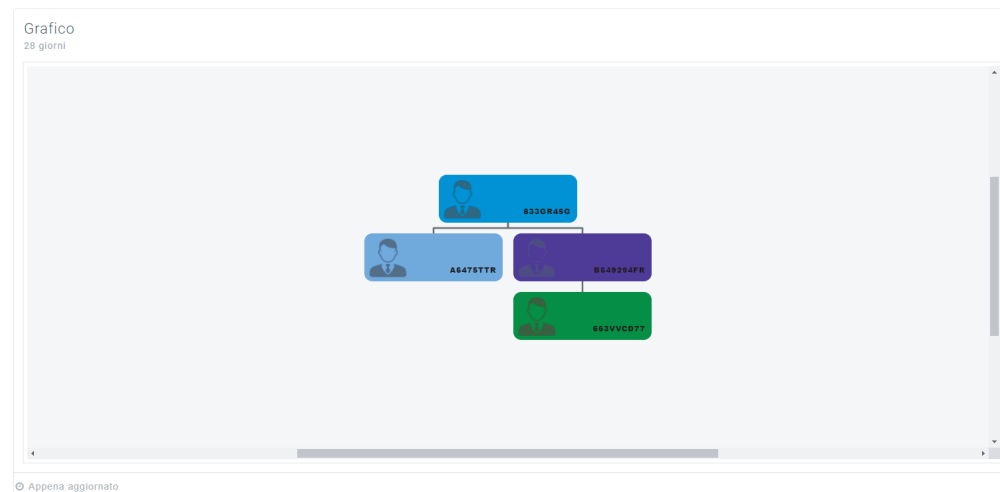 Grafico
28 giorni
833GR45G
A6475TTR
B849294FR
663VVCD77
Appena aggiornato